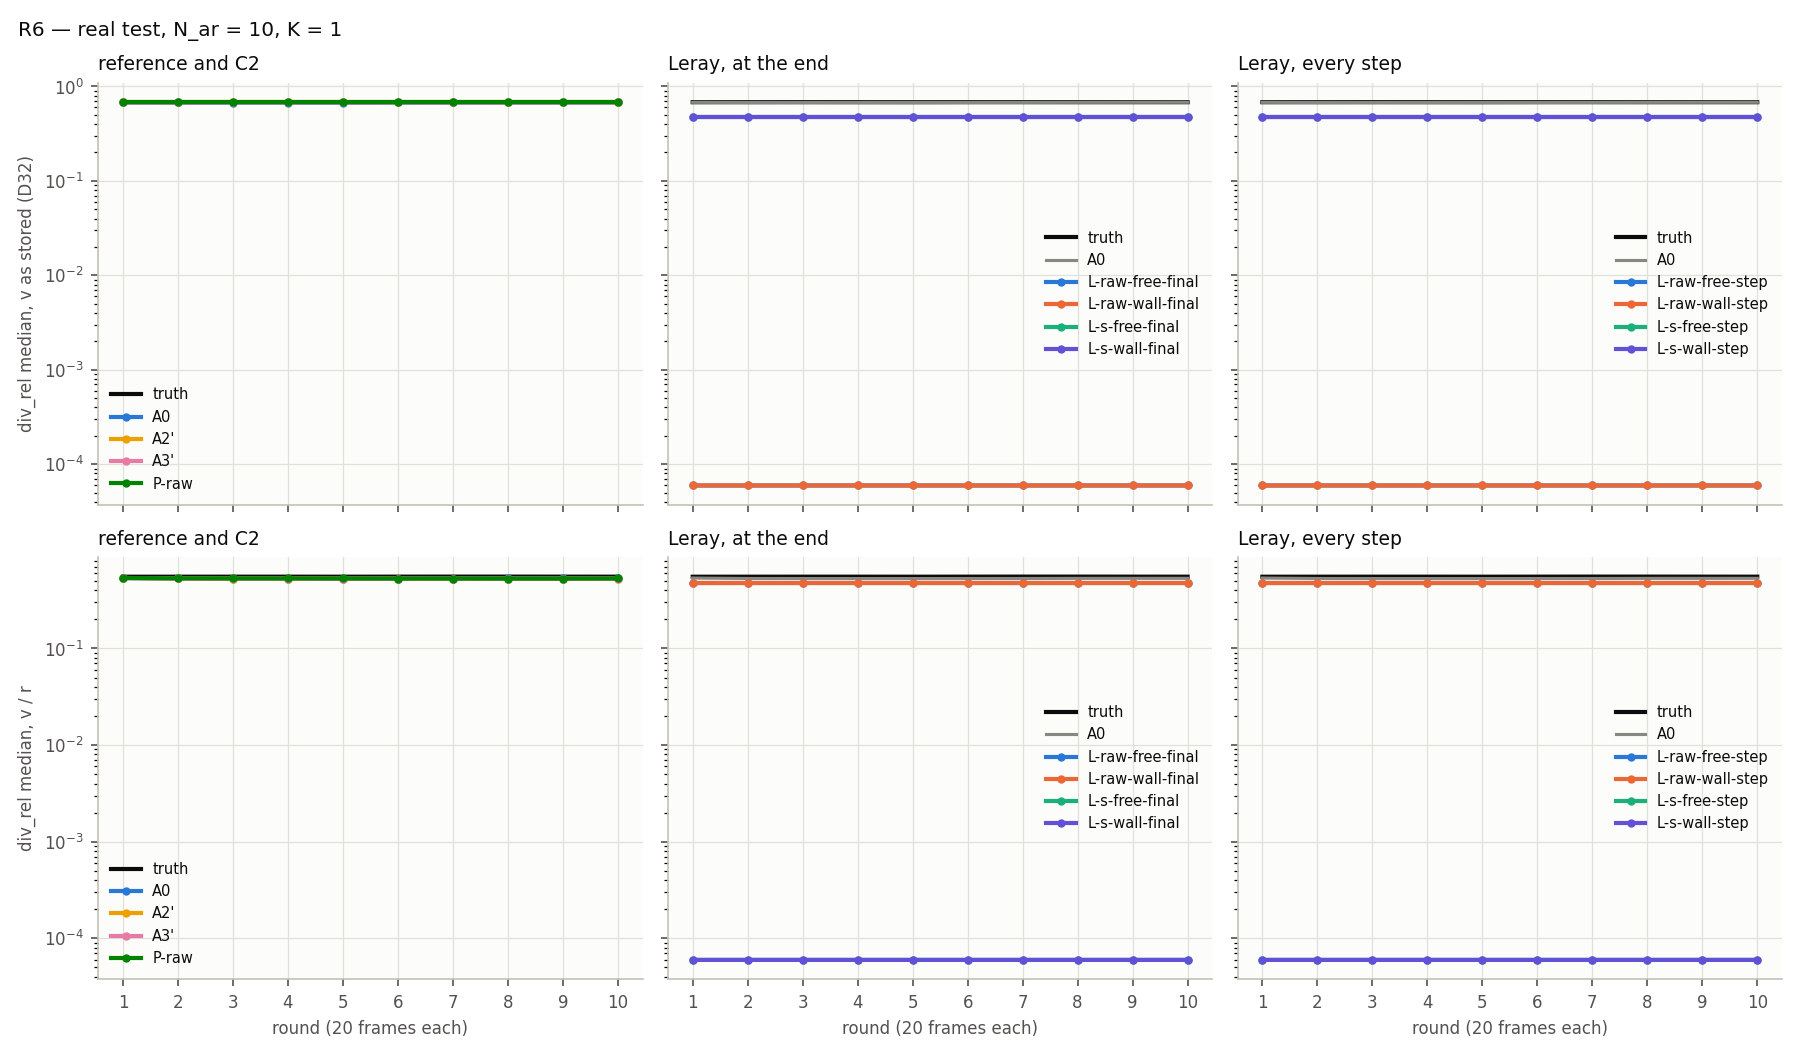 R6 — real test, N_ar = 10, K = 1
reference and C2
Leray, at the end
Leray, every step
div_rel median, v as stored (D32)
10⁰
10⁻¹
10⁻²
10⁻³
10⁻⁴
truth
A0
A2'
A3'
P-raw
truth
A0
L-raw-free-final
L-raw-wall-final
L-s-free-final
L-s-wall-final
truth
A0
L-raw-free-step
L-raw-wall-step
L-s-free-step
L-s-wall-step
reference and C2
Leray, at the end
Leray, every step
div_rel median, v / r
10⁻¹
10⁻²
10⁻³
10⁻⁴
truth
A0
A2'
A3'
P-raw
truth
A0
L-raw-free-final
L-raw-wall-final
L-s-free-final
L-s-wall-final
truth
A0
L-raw-free-step
L-raw-wall-step
L-s-free-step
L-s-wall-step
1 2 3 4 5 6 7 8 9 10
1 2 3 4 5 6 7 8 9 10
1 2 3 4 5 6 7 8 9 10
round (20 frames each)
round (20 frames each)
round (20 frames each)